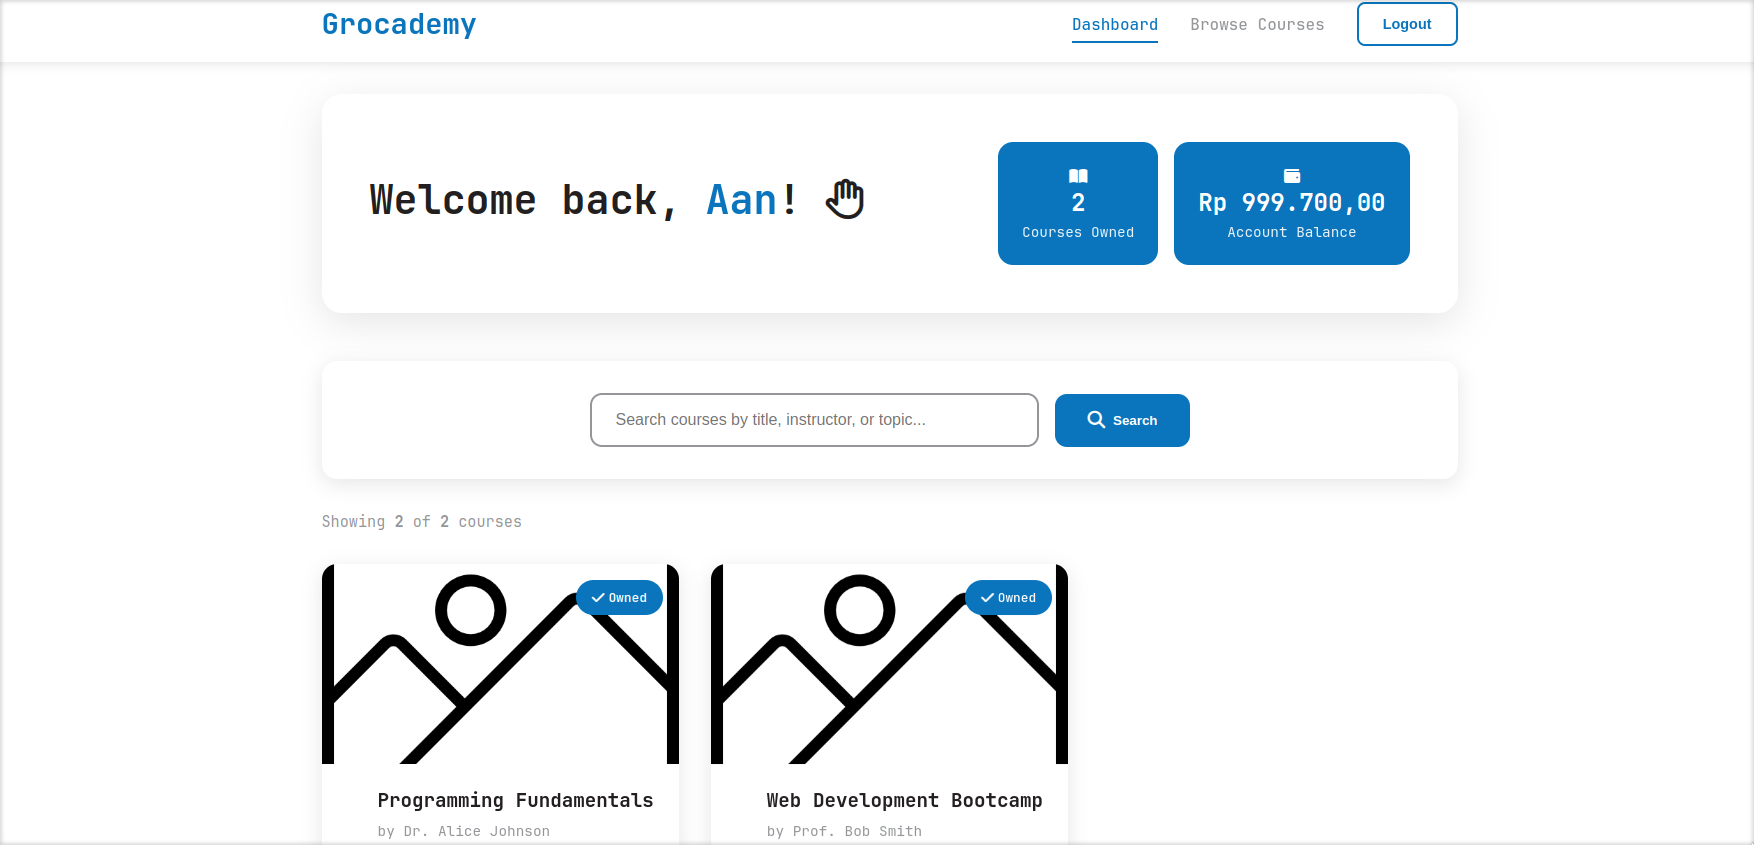 Grocademy
Dashboard
Browse Courses
Logout
Welcome back, Aan!
2
Courses Owned
Rp 999.700,00
Account Balance
Search courses by title, instructor, or topic...
Search
Showing 2 of 2 courses
Owned
Programming Fundamentals
by Dr. Alice Johnson
Owned
Web Development Bootcamp
by Prof. Bob Smith